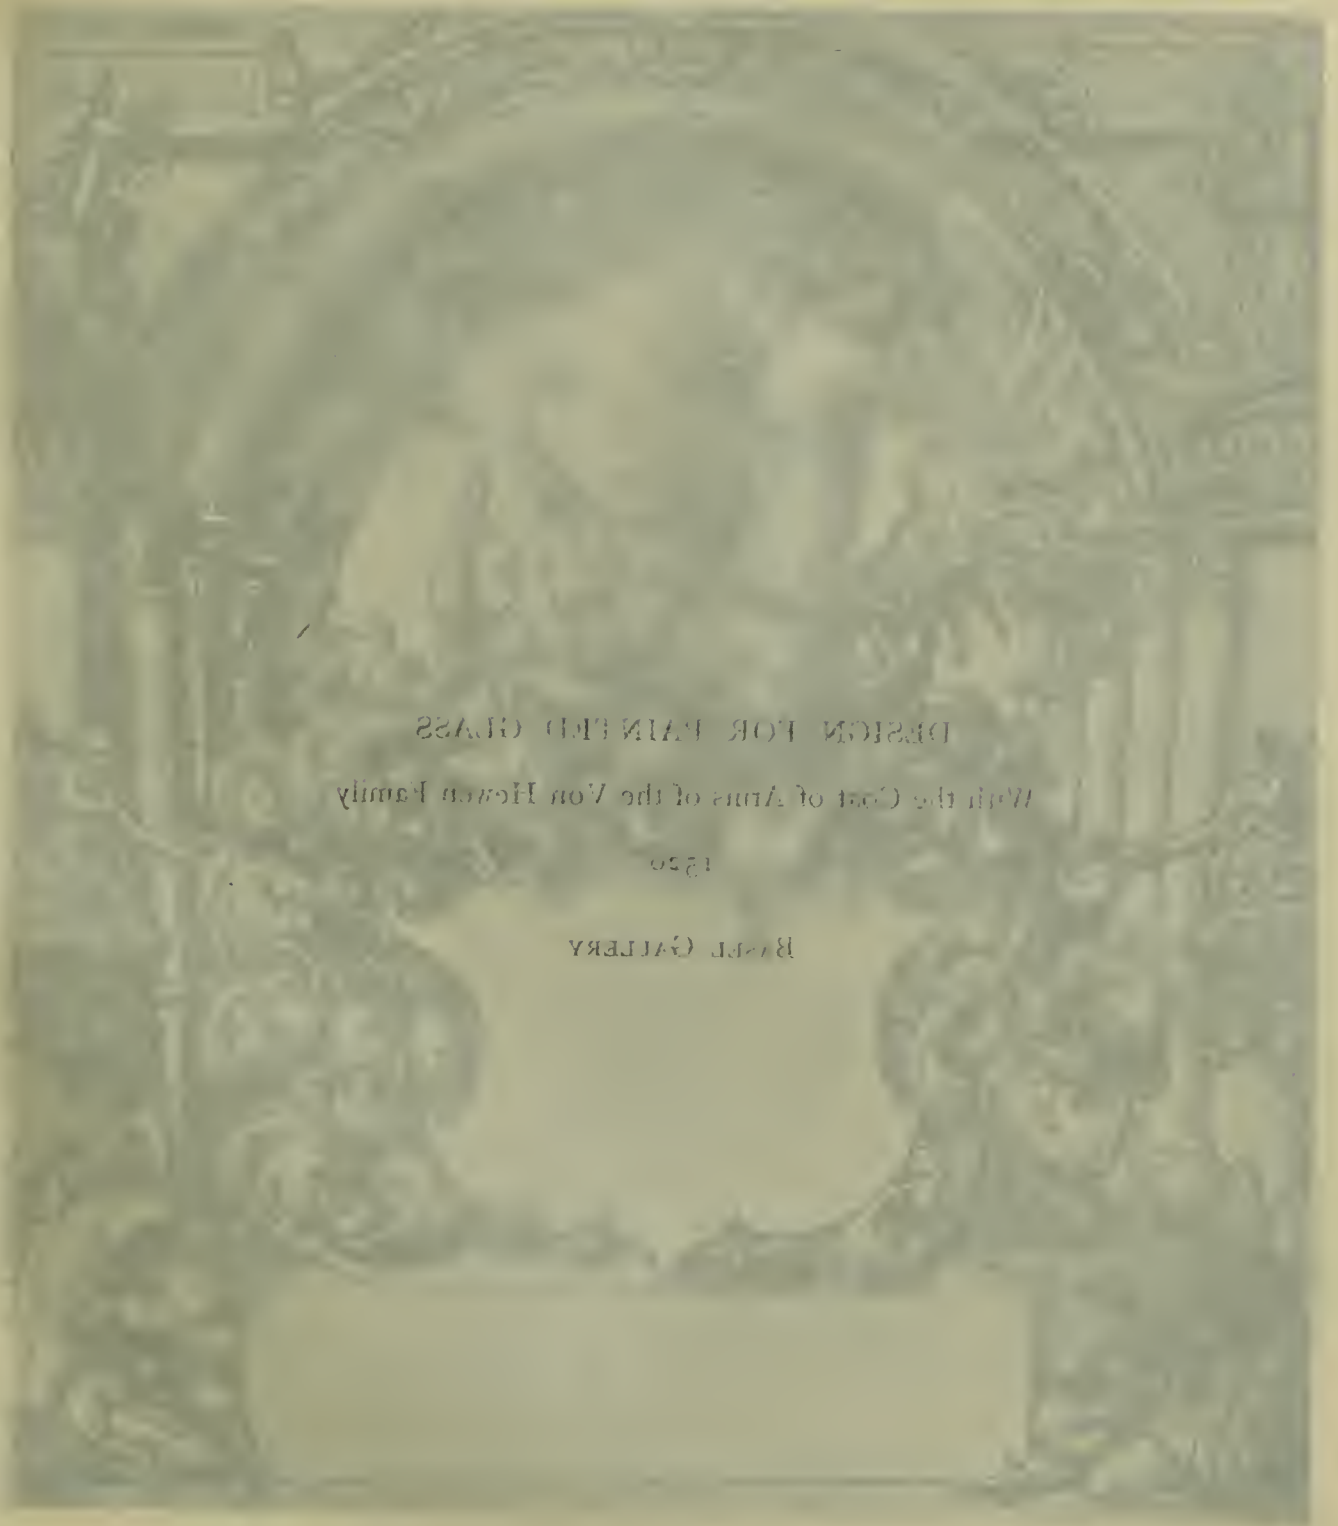 DESIGN FOR PAINTED GLASS
With the Coat of Arms of the Von Hewen Family
1520
BASEL GALLERY